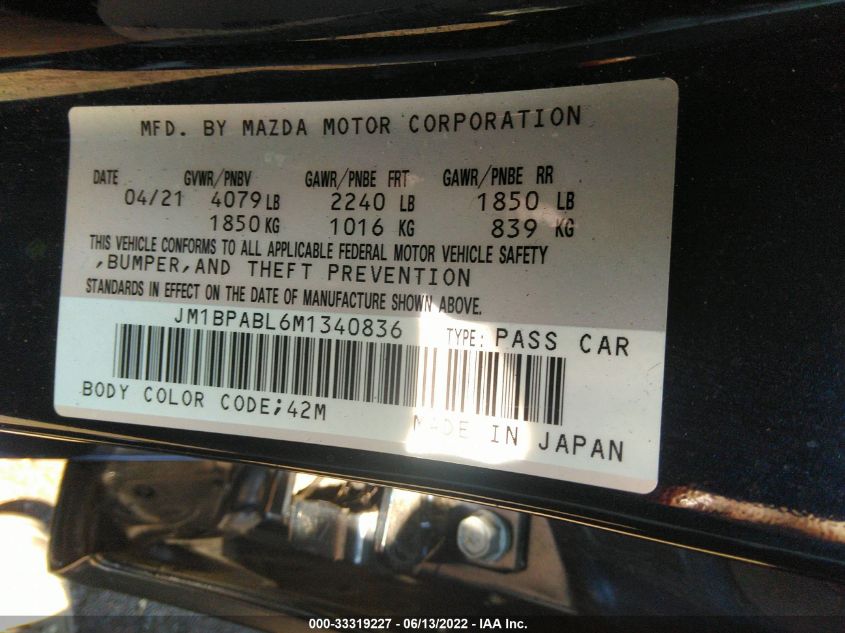 MFD. BY MAZDA MOTOR CORPORATION
DATE GVWR/PNBV GAWR/PNBE FRT GAWR/PNBE RR
04/21 4079 LB 2240 LB 1850 LB
1850 KG 1016 KG 839 KG
THIS VEHICLE CONFORMS TO ALL APPLICABLE FEDERAL MOTOR VEHICLE SAFETY
,BUMPER,AND THEFT PREVENTION
STANDARDS IN EFFECT ON THE DATE OF MANUFACTURE SHOWN ABOVE.
JM1BPABL6M1340836 TYPE: PASS CAR
BODY COLOR CODE;42M MADE IN JAPAN
000-33319227 - 06/13/2022 - IAA Inc.